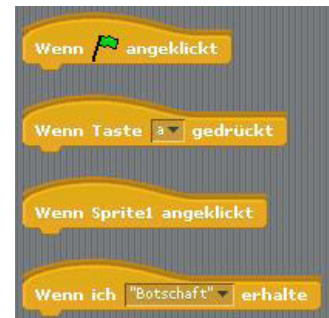 Wenn angeklickt
Wenn Taste a gedrückt
Wenn Sprite1 angeklickt
Wenn ich "Botschaft" erhalte